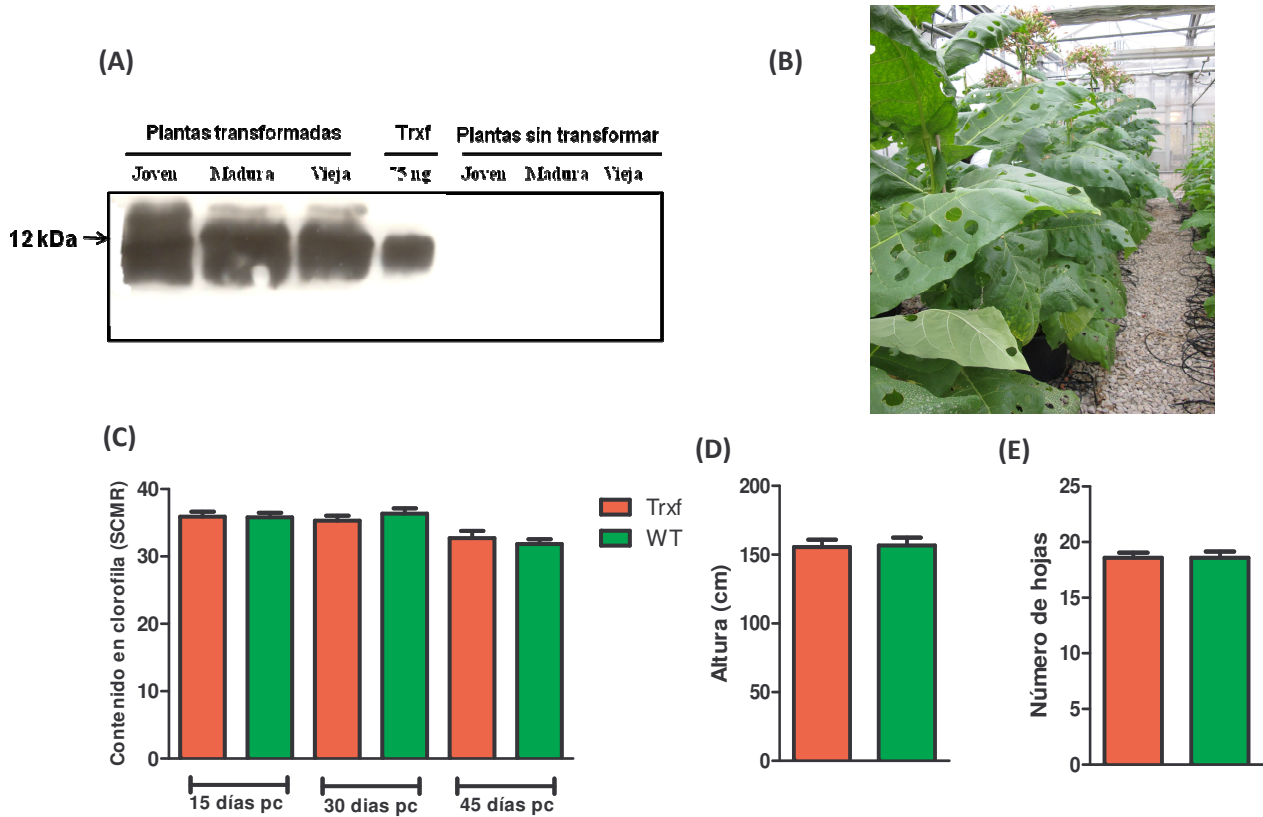 (A)
Plantas transformadas Trxf Plantas sin transformar
Joven Madura Vieja 75 ng Joven Madura Vieja
12 kDa
(B)
(C)
Contenido en clorofila (SCMR)
40
30
20
10
0
15 días pc 30 dias pc 45 días pc
Trxf
WT
(D)
Altura (cm)
200
150
100
50
0
(E)
Número de hojas
25
20
15
10
5
0